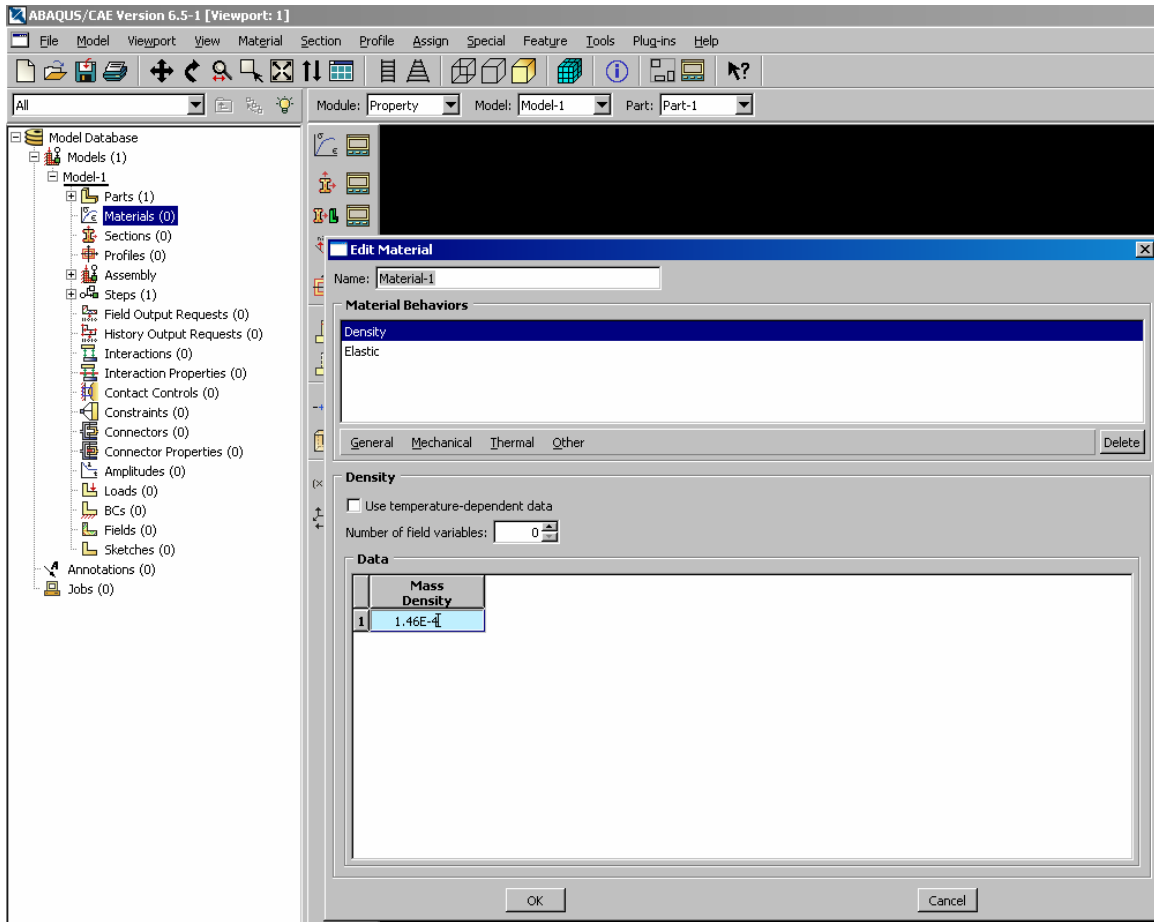 ABAQUS/CAE Version 6.5-1 [Viewport: 1]
File Model Viewport View Material Section Profile Assign Special Feature Tools Plug-ins Help
All Module: Property Model: Model-1 Part: Part-1
Model Database
Models (1)
Model-1
Parts (1)
Materials (0)
Sections (0)
Profiles (0)
Assembly
Steps (1)
Field Output Requests (0)
History Output Requests (0)
Interactions (0)
Interaction Properties (0)
Contact Controls (0)
Constraints (0)
Connectors (0)
Connector Properties (0)
Amplitudes (0)
Loads (0)
BCs (0)
Fields (0)
Sketches (0)
Annotations (0)
Jobs (0)
Edit Material
Name: Material-1
Material Behaviors
Density
Elastic
General Mechanical Thermal Other Delete
Density
Use temperature-dependent data
Number of field variables: 0
Data
Mass
Density
1 1.46E-4
OK Cancel